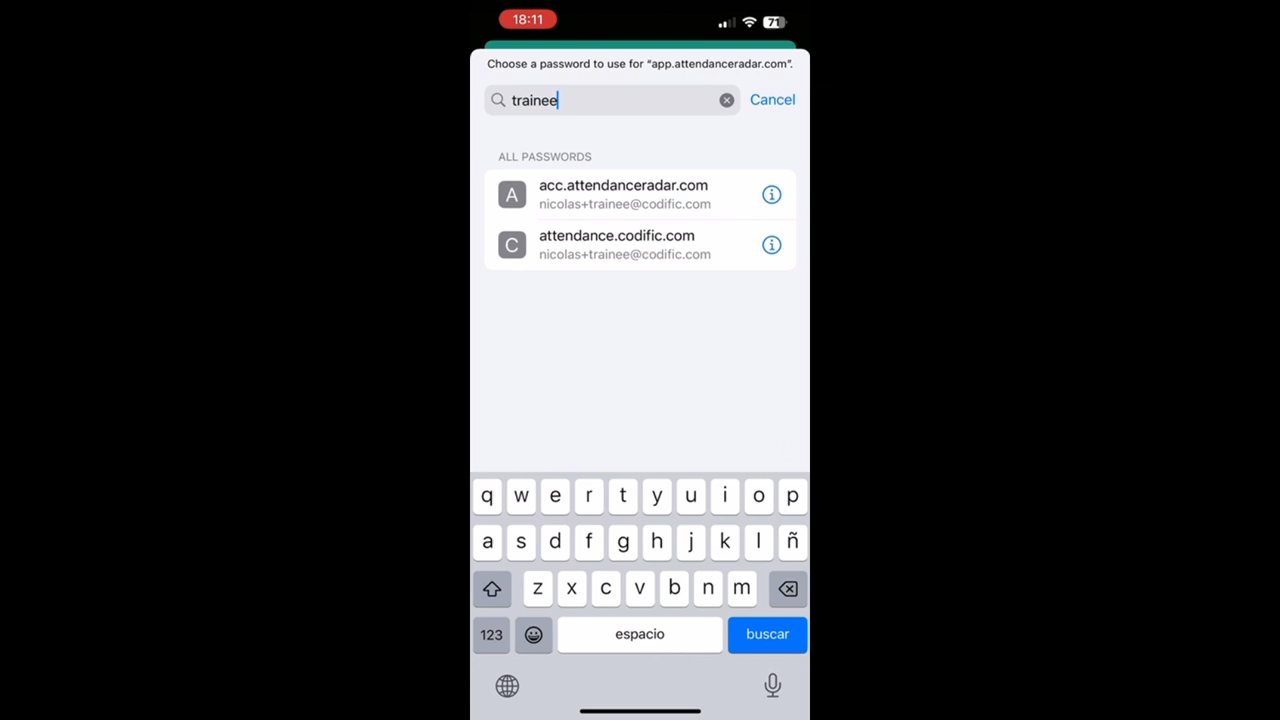 18:11
71
Choose a password to use for “app.attendanceradar.com”.
trainee
Cancel
ALL PASSWORDS
A
acc.attendanceradar.com
nicolas+trainee@codific.com
C
attendance.codific.com
nicolas+trainee@codific.com
q w e r t y u i o p
a s d f g h j k l ñ
z x c v b n m
123 espacio buscar